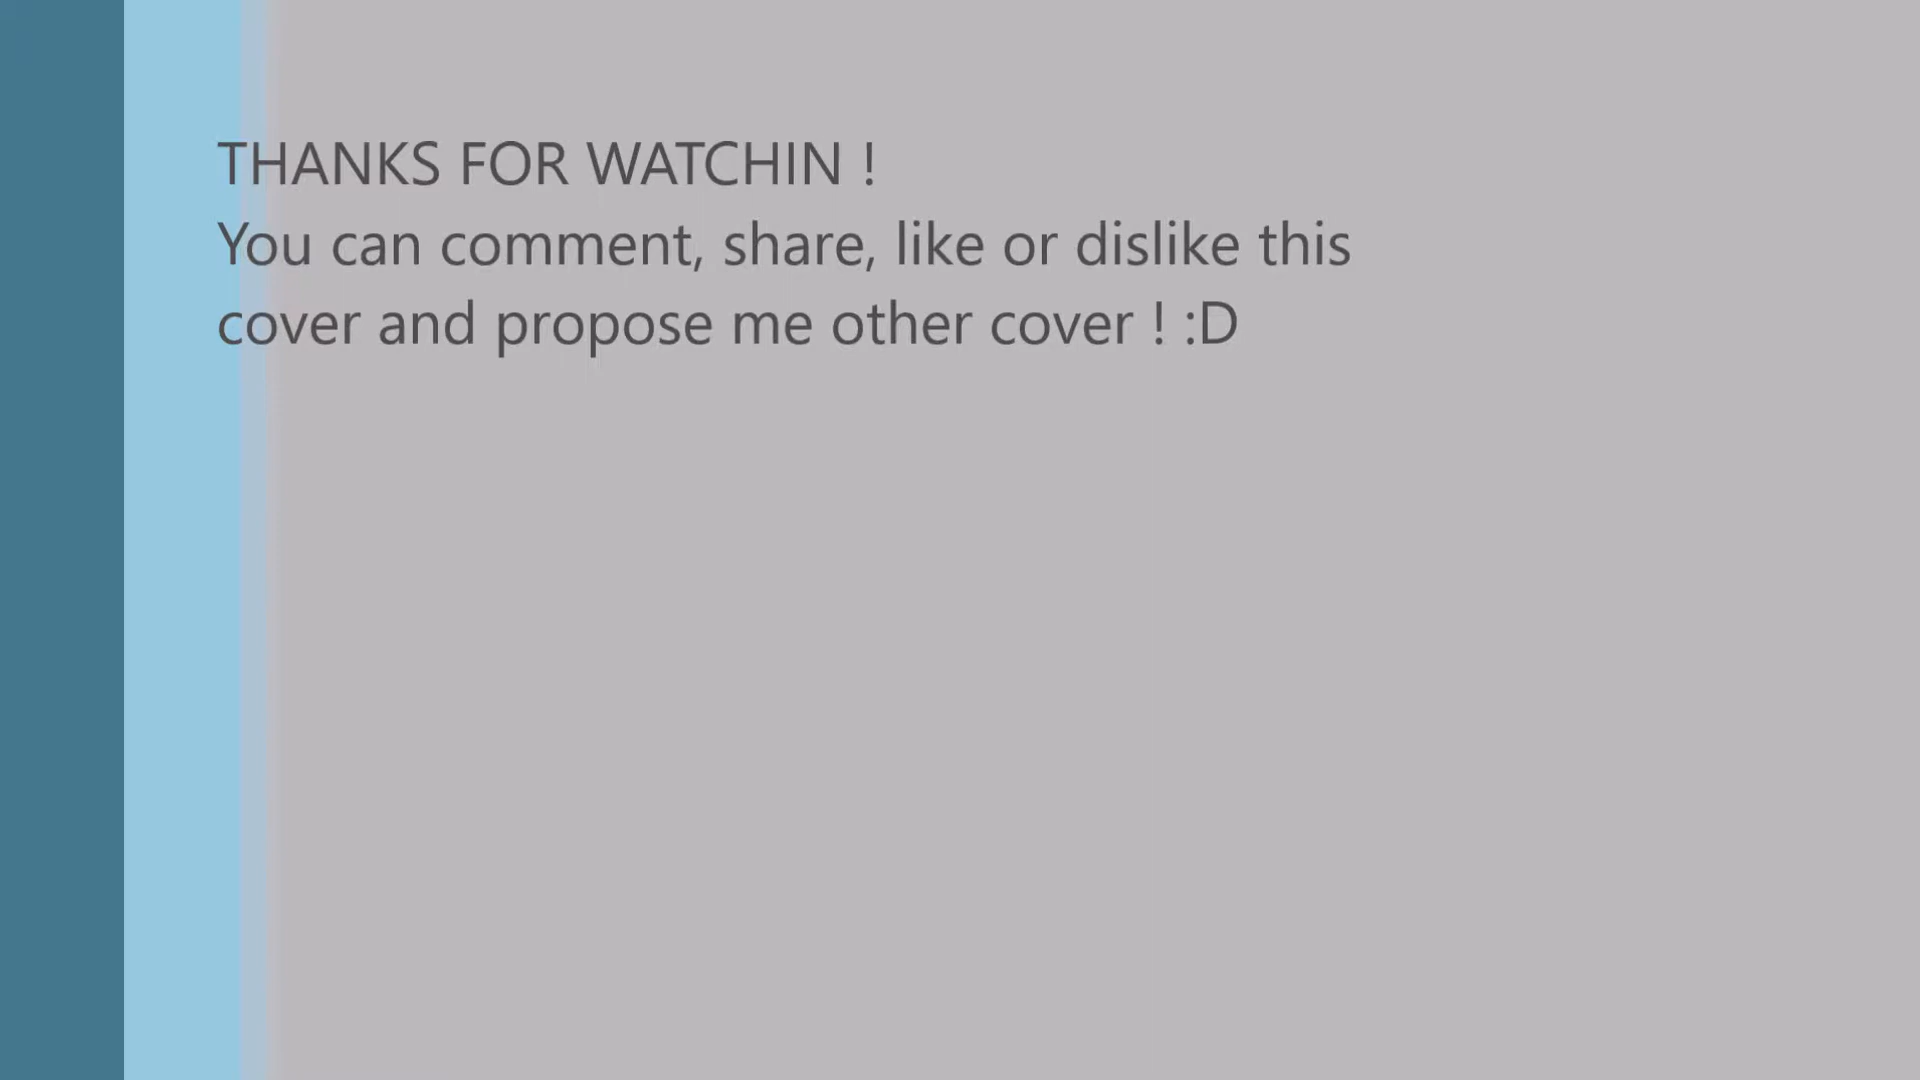 THANKS FOR WATCHIN !
You can comment, share, like or dislike this
cover and propose me other cover ! :D